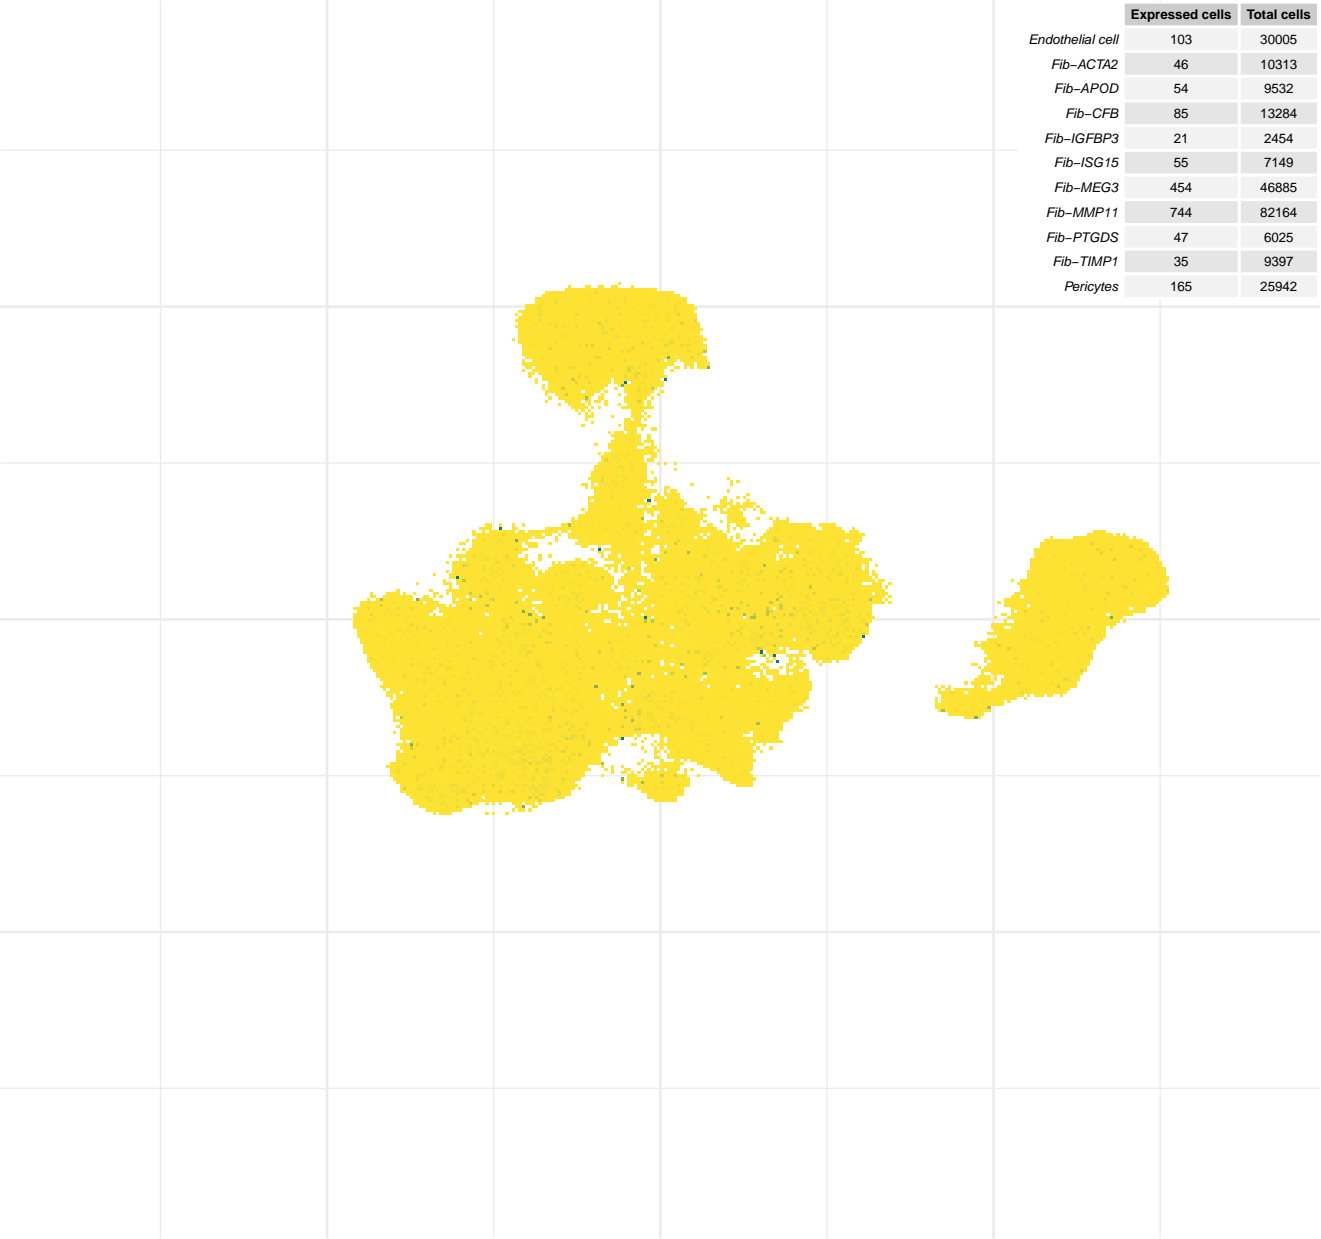 Expressed cells Total cells
Endothelial cell 103 30005
Fib−ACTA2 46 10313
Fib−APOD 54 9532
Fib−CFB 85 13284
Fib−IGFBP3 21 2454
Fib−ISG15 55 7149
Fib−MEG3 454 46885
Fib−MMP11 744 82164
Fib−PTGDS 47 6025
Fib−TIMP1 35 9397
Pericytes 165 25942